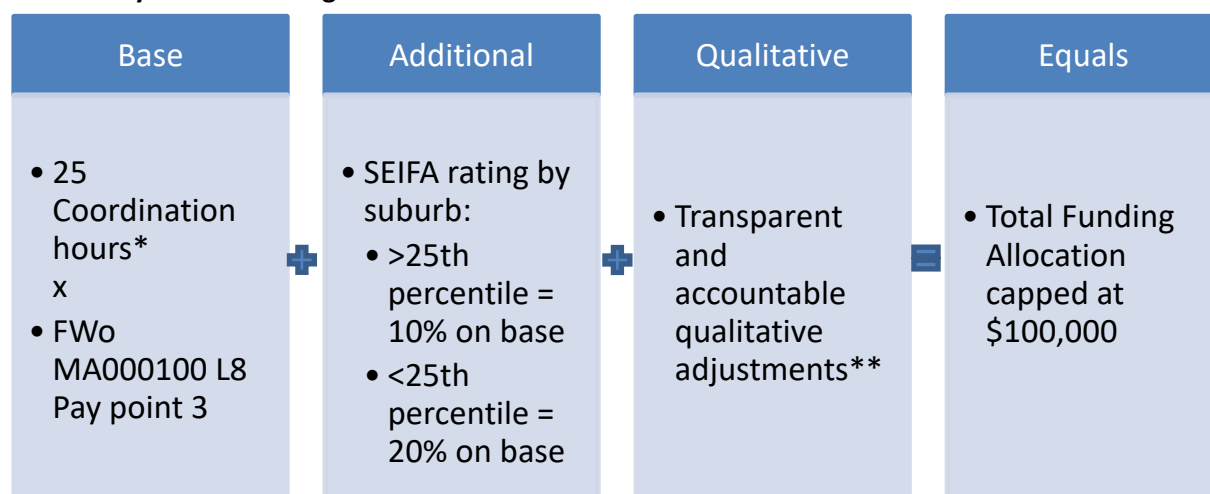 Base
• 25
Coordination
hours*
x
• FWo
MA000100 L8
Pay point 3
+
Additional
• SEIFA rating by
suburb:
• >25th
percentile =
10% on base
• <25th
percentile =
20% on base
+
Qualitative
• Transparent
and
accountable
qualitative
adjustments**
=
Equals
• Total Funding
Allocation
capped at
$100,000